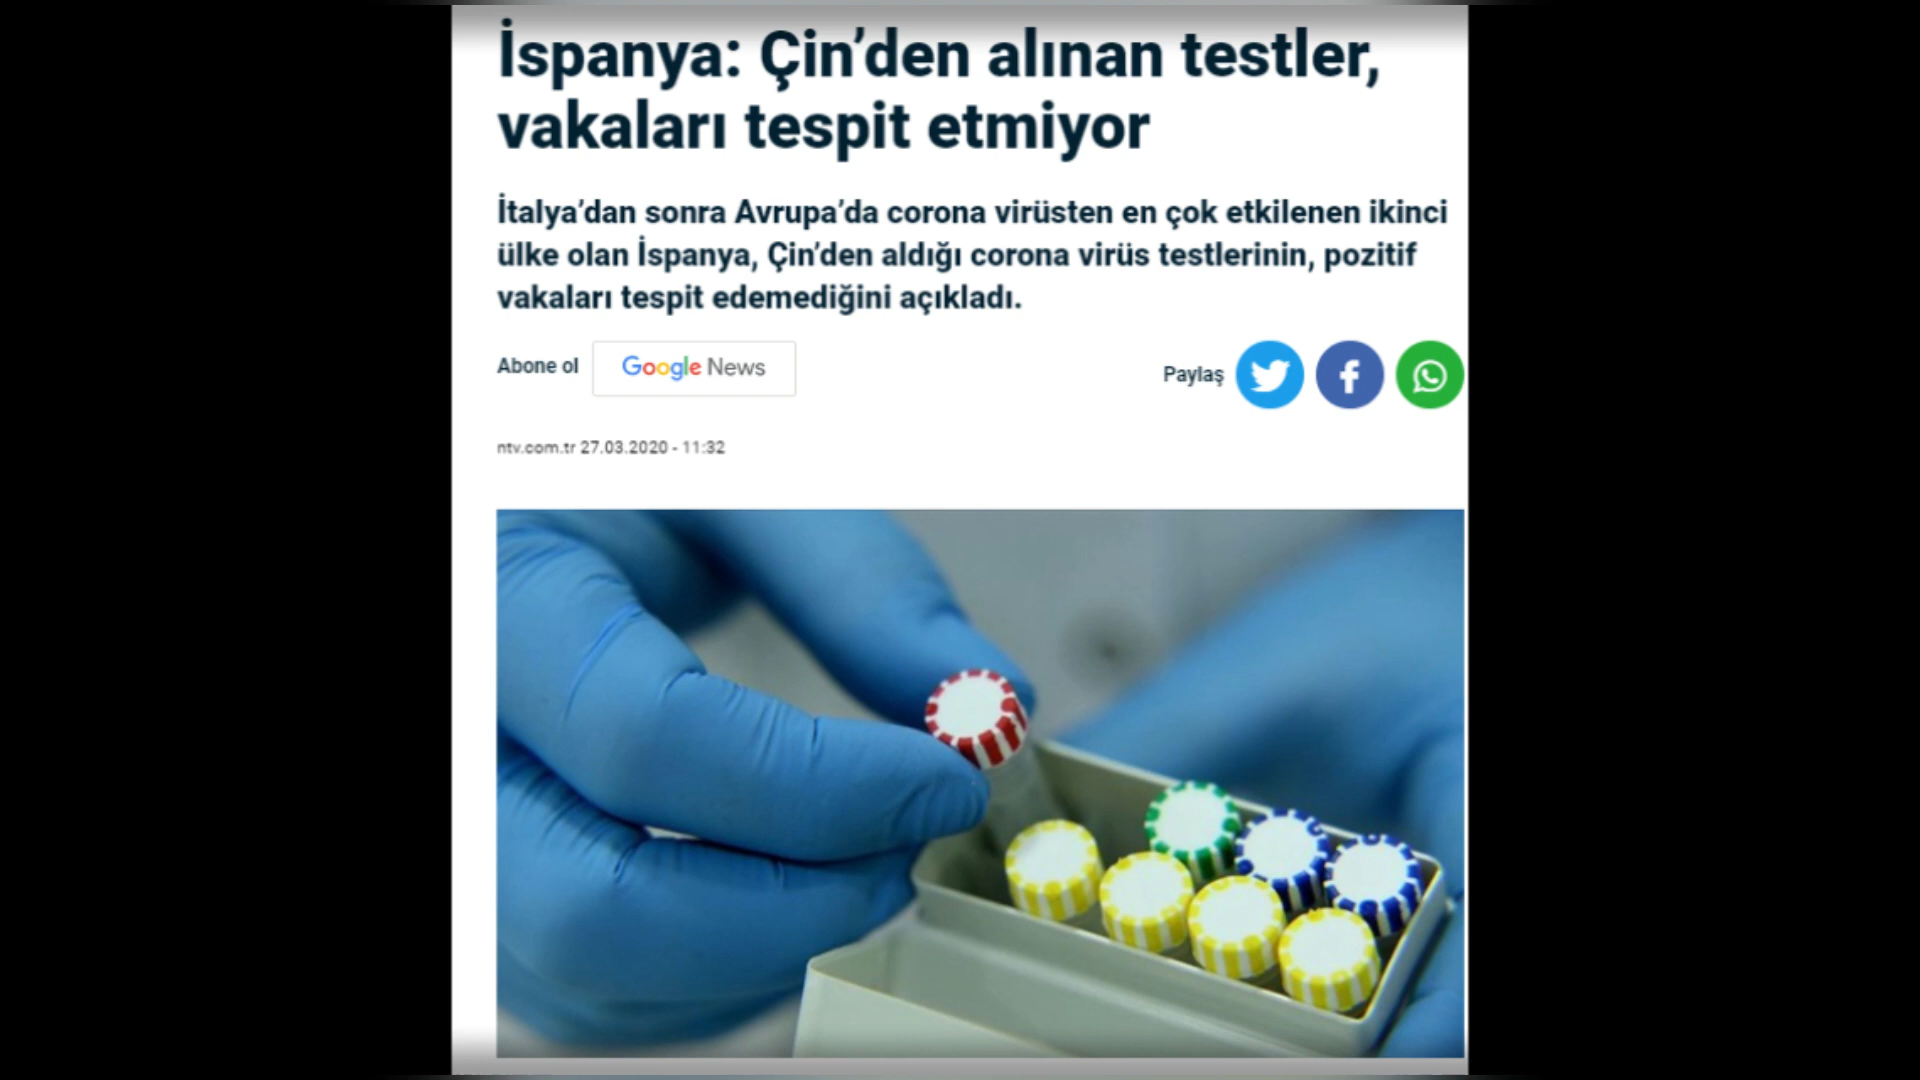 İspanya: Çin’den alınan testler,
vakaları tespit etmiyor
İtalya’dan sonra Avrupa’da corona virüsten en çok etkilenen ikinci
ülke olan İspanya, Çin’den aldığı corona virüs testlerinin, pozitif
vakaları tespit edemediğini açıkladı.
Abone ol Google News Paylaş
ntv.com.tr 27.03.2020 - 11:32